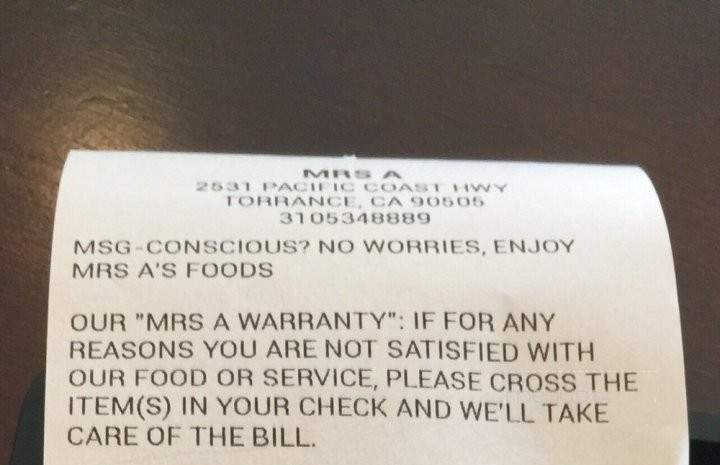 MRS A
2531 PACIFIC COAST HWY
TORRANCE, CA 90505
3105348889
MSG-CONSCIOUS? NO WORRIES, ENJOY
MRS A'S FOODS
OUR "MRS A WARRANTY": IF FOR ANY
REASONS YOU ARE NOT SATISFIED WITH
OUR FOOD OR SERVICE, PLEASE CROSS THE
ITEM(S) IN YOUR CHECK AND WE'LL TAKE
CARE OF THE BILL.